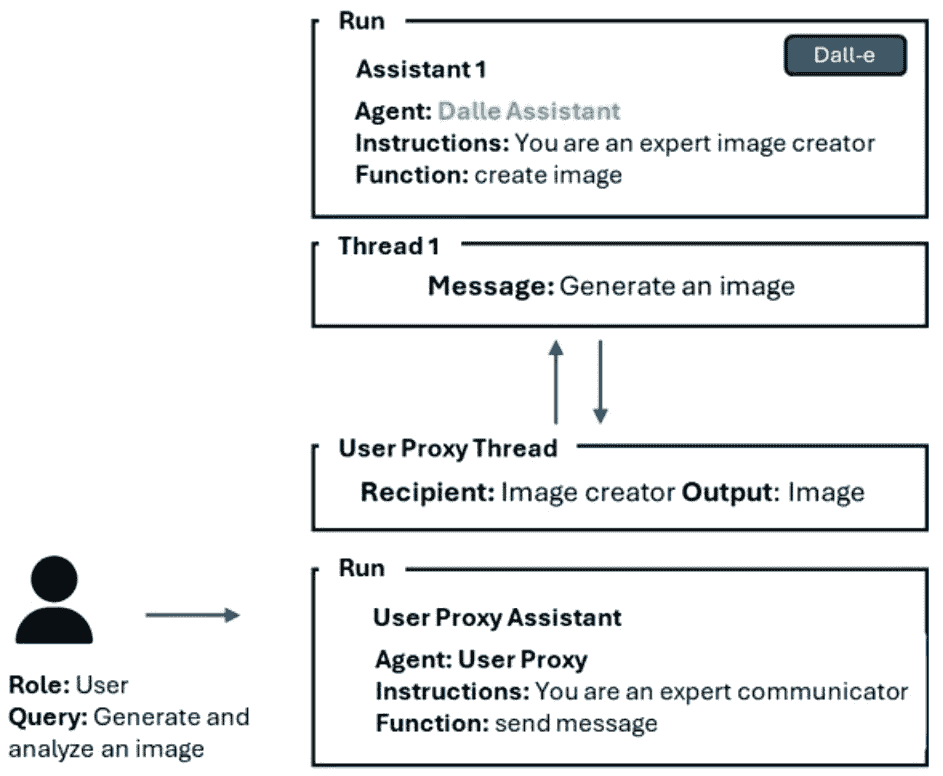 Run
Dall-e
Assistant 1
Agent: Dalle Assistant
Instructions: You are an expert image creator
Function: create image
Thread 1
Message: Generate an image
User Proxy Thread
Recipient: Image creator Output: Image
Run
User Proxy Assistant
Agent: User Proxy
Instructions: You are an expert communicator
Function: send message
Role: User
Query: Generate and
analyze an image